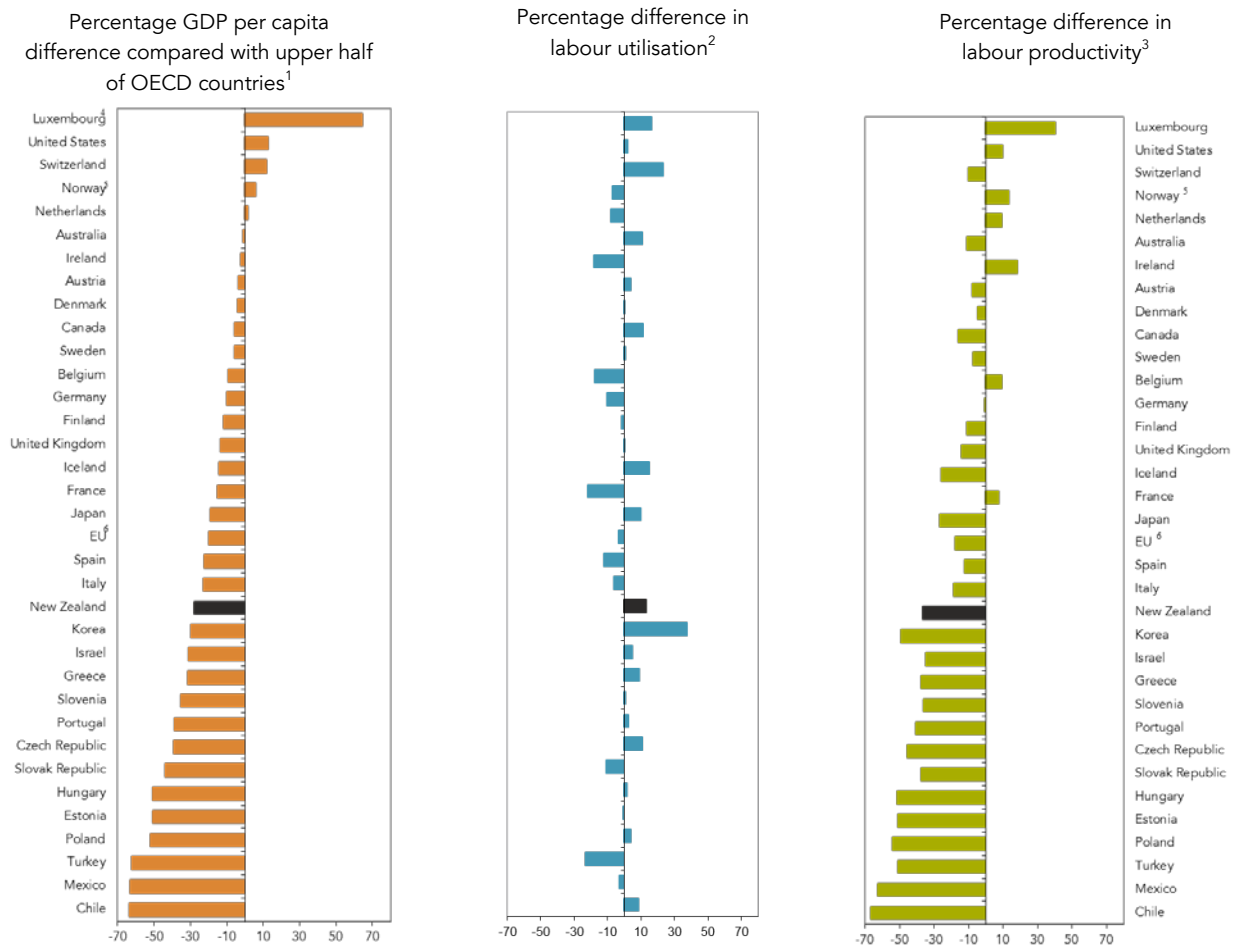 Percentage GDP per capita
difference compared with upper half
of OECD countries1
Percentage difference in
labour utilisation2
Percentage difference in
labour productivity3
Luxembourg4
United States
Switzerland
Norway5
Netherlands
Australia
Ireland
Austria
Denmark
Canada
Sweden
Belgium
Germany
Finland
United Kingdom
Iceland
France
Japan
EU6
Spain
Italy
New Zealand
Korea
Israel
Greece
Slovenia
Portugal
Czech Republic
Slovak Republic
Hungary
Estonia
Poland
Turkey
Mexico
Chile
-70 -50 -30 -10 10 30 50 70
-70 -50 -30 -10 10 30 50 70
Luxembourg
United States
Switzerland
Norway 5
Netherlands
Australia
Ireland
Austria
Denmark
Canada
Sweden
Belgium
Germany
Finland
United Kingdom
Iceland
France
Japan
EU 6
Spain
Italy
New Zealand
Korea
Israel
Greece
Slovenia
Portugal
Czech Republic
Slovak Republic
Hungary
Estonia
Poland
Turkey
Mexico
Chile
-70 -50 -30 -10 10 30 50 70